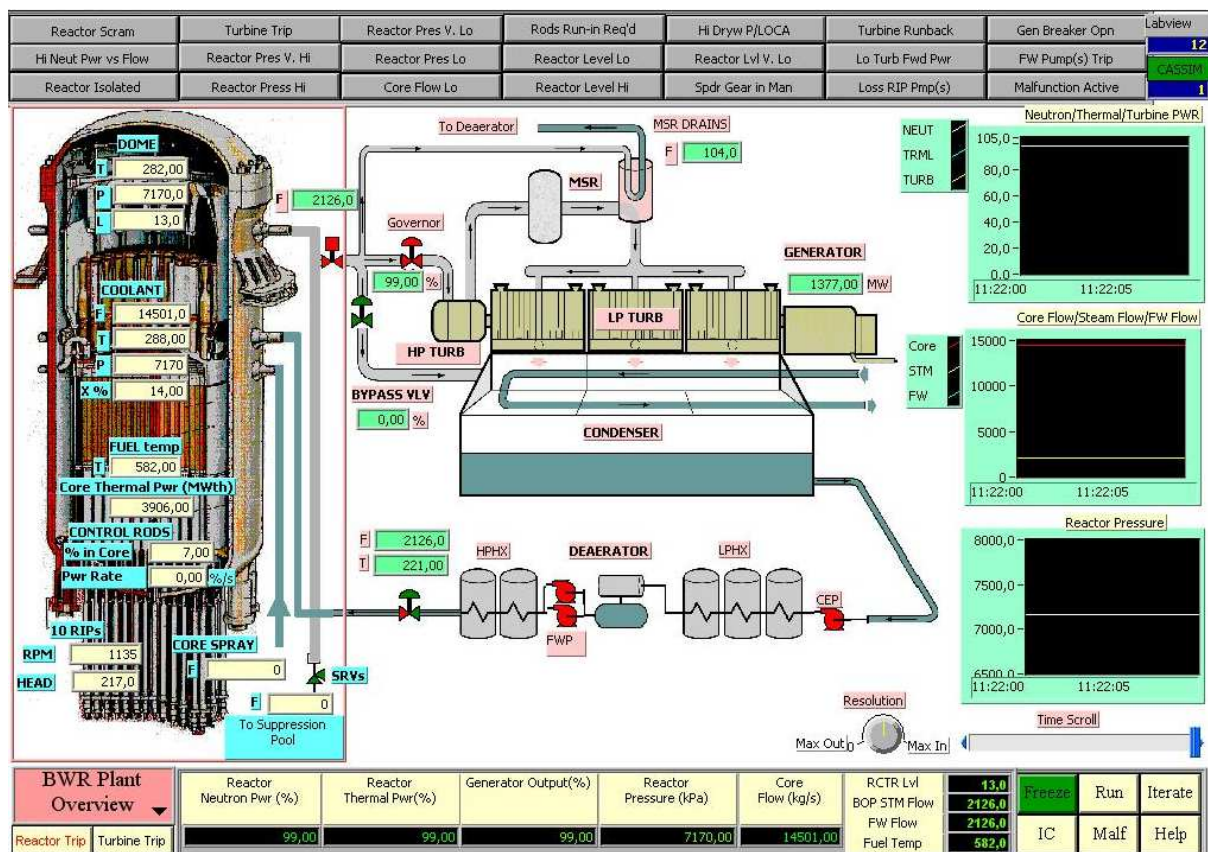 Reactor Scram Turbine Trip Reactor Pres V. Lo Rods Run-in Req'd Hi Dryw P/LOCA Turbine Runback Gen Breaker Opn Labview
12
Hi Neut Pwr vs Flow Reactor Pres V. Hi Reactor Pres Lo Reactor Level Lo Reactor Lvl V. Lo Lo Turb Fwd Pwr FW Pump(s) Trip CASSIM
Reactor Isolated Reactor Press Hi Core Flow Lo Reactor Level Hi Spdr Gear in Man Loss RIP Pmp(s) Malfunction Active 1
DOME
T 282,00
P 7170,0
L 13,0
COOLANT
F 14501,0
T 288,00
P 7170
X % 14,00
FUEL temp
T 582,00
Core Thermal Pwr (MWth)
3906,00
CONTROL RODS
% in Core 7,00
Pwr Rate 0,00 %/s
10 RIPs
RPM 1135
HEAD 217,0
CORE SPRAY
F 0
SRVs
F 0
To Suppression
Pool
To Deaerator
MSR DRAINS
F 104,0
F 2126,0
MSR
Governor
99,00 %
GENERATOR
1377,00 MW
LP TURB
HP TURB
BYPASS VLV
0,00 %
CONDENSER
F 2126,0
T 221,00
HPHX
DEAERATOR
LPHX
CEP
FWP
Resolution
Max Out 0 Max In
Time Scroll
Neutron/Thermal/Turbine PWR
NEUT
TRML
TURB
105,0
80,0
60,0
40,0
20,0
0,0
11:22:00 11:22:05
Core Flow/Steam Flow/FW Flow
Core
STM
FW
15000
10000
5000
0
11:22:00 11:22:05
Reactor Pressure
8000,0
7500,0
7000,0
6500,0
11:22:00 11:22:05
BWR Plant
Overview
Reactor Trip Turbine Trip
Reactor
Neutron Pwr (%)
99,00
Reactor
Thermal Pwr(%)
99,00
Generator Output(%)
99,00
Reactor
Pressure (kPa)
7170,00
Core
Flow (kg/s)
14501,00
RCTR Lvl 13,0
BOP STM Flow 2126,0
FW Flow 2126,0
Fuel Temp 582,0
Freeze Run Iterate
IC Malf Help